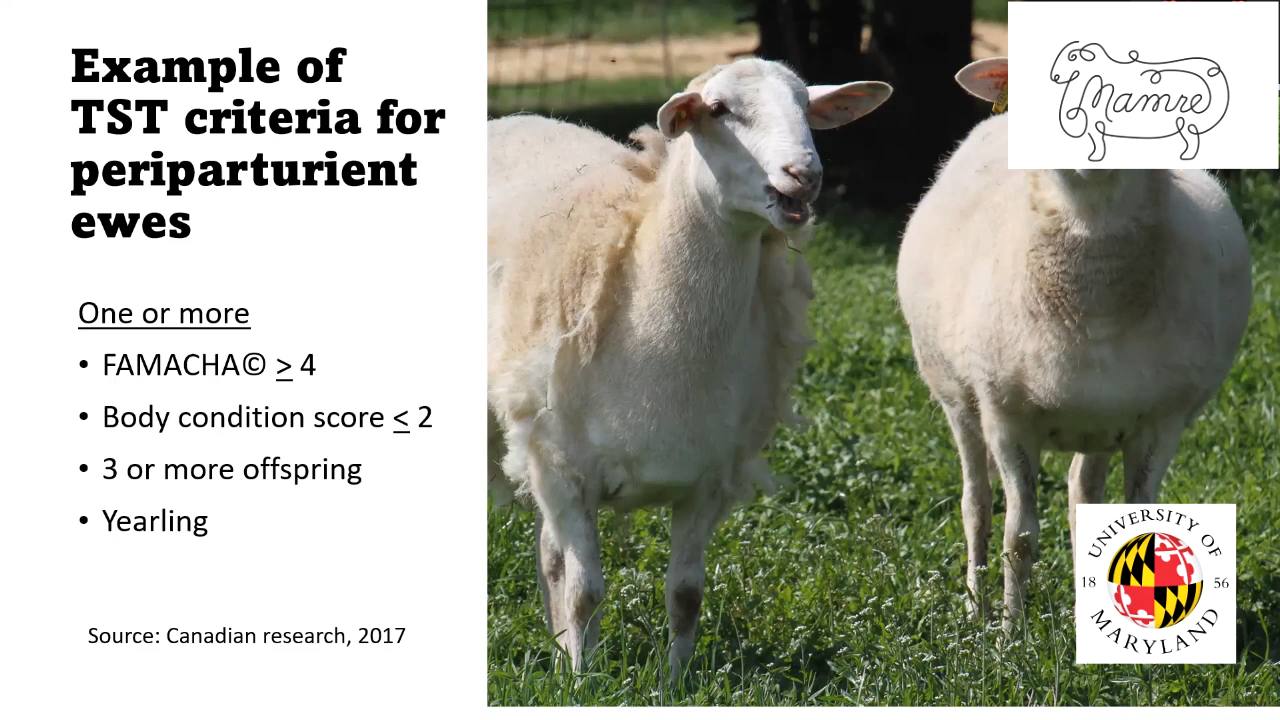 Example of
TST criteria for
periparturient
ewes
One or more
• FAMACHA© ≥ 4
• Body condition score ≤ 2
• 3 or more offspring
• Yearling
Source: Canadian research, 2017
Mamre
UNIVERSITY OF
18 56
MARYLAND